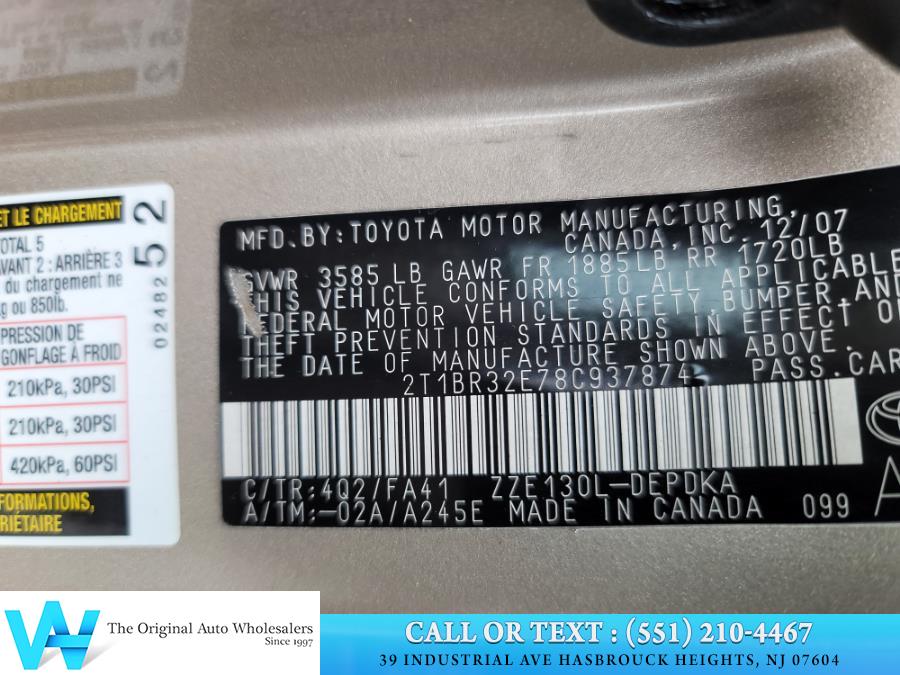 ET LE CHARGEMENT
TOTAL 5
AVANT 2 : ARRIÈRE 3
du chargement ne
kg ou 850lb.
PRESSION DE
GONFLAGE À FROID
210kPa, 30PSI
210kPa, 30PSI
420kPa, 60PSI
02482 52
MFD.BY:TOYOTA MOTOR MANUFACTURING,
CANADA,INC.12/07
GVWR 3585LB GAWR FR 1885LB RR 1720LB
THIS VEHICLE CONFORMS TO ALL APPLICABLE
FEDERAL MOTOR VEHICLE SAFETY,BUMPER AND
THEFT PREVENTION STANDARDS IN EFFECT ON
THE DATE OF MANUFACTURE SHOWN ABOVE.
2T1BR32E78C937874 PASS.CAR
C/TR:4Q2/FA41 ZZE130L-DEPDKA
A/TM:-02A/A245E MADE IN CANADA 099
The Original Auto Wholesalers
Since 1997
CALL OR TEXT : (551) 210-4467
39 INDUSTRIAL AVE HASBROUCK HEIGHTS, NJ 07604